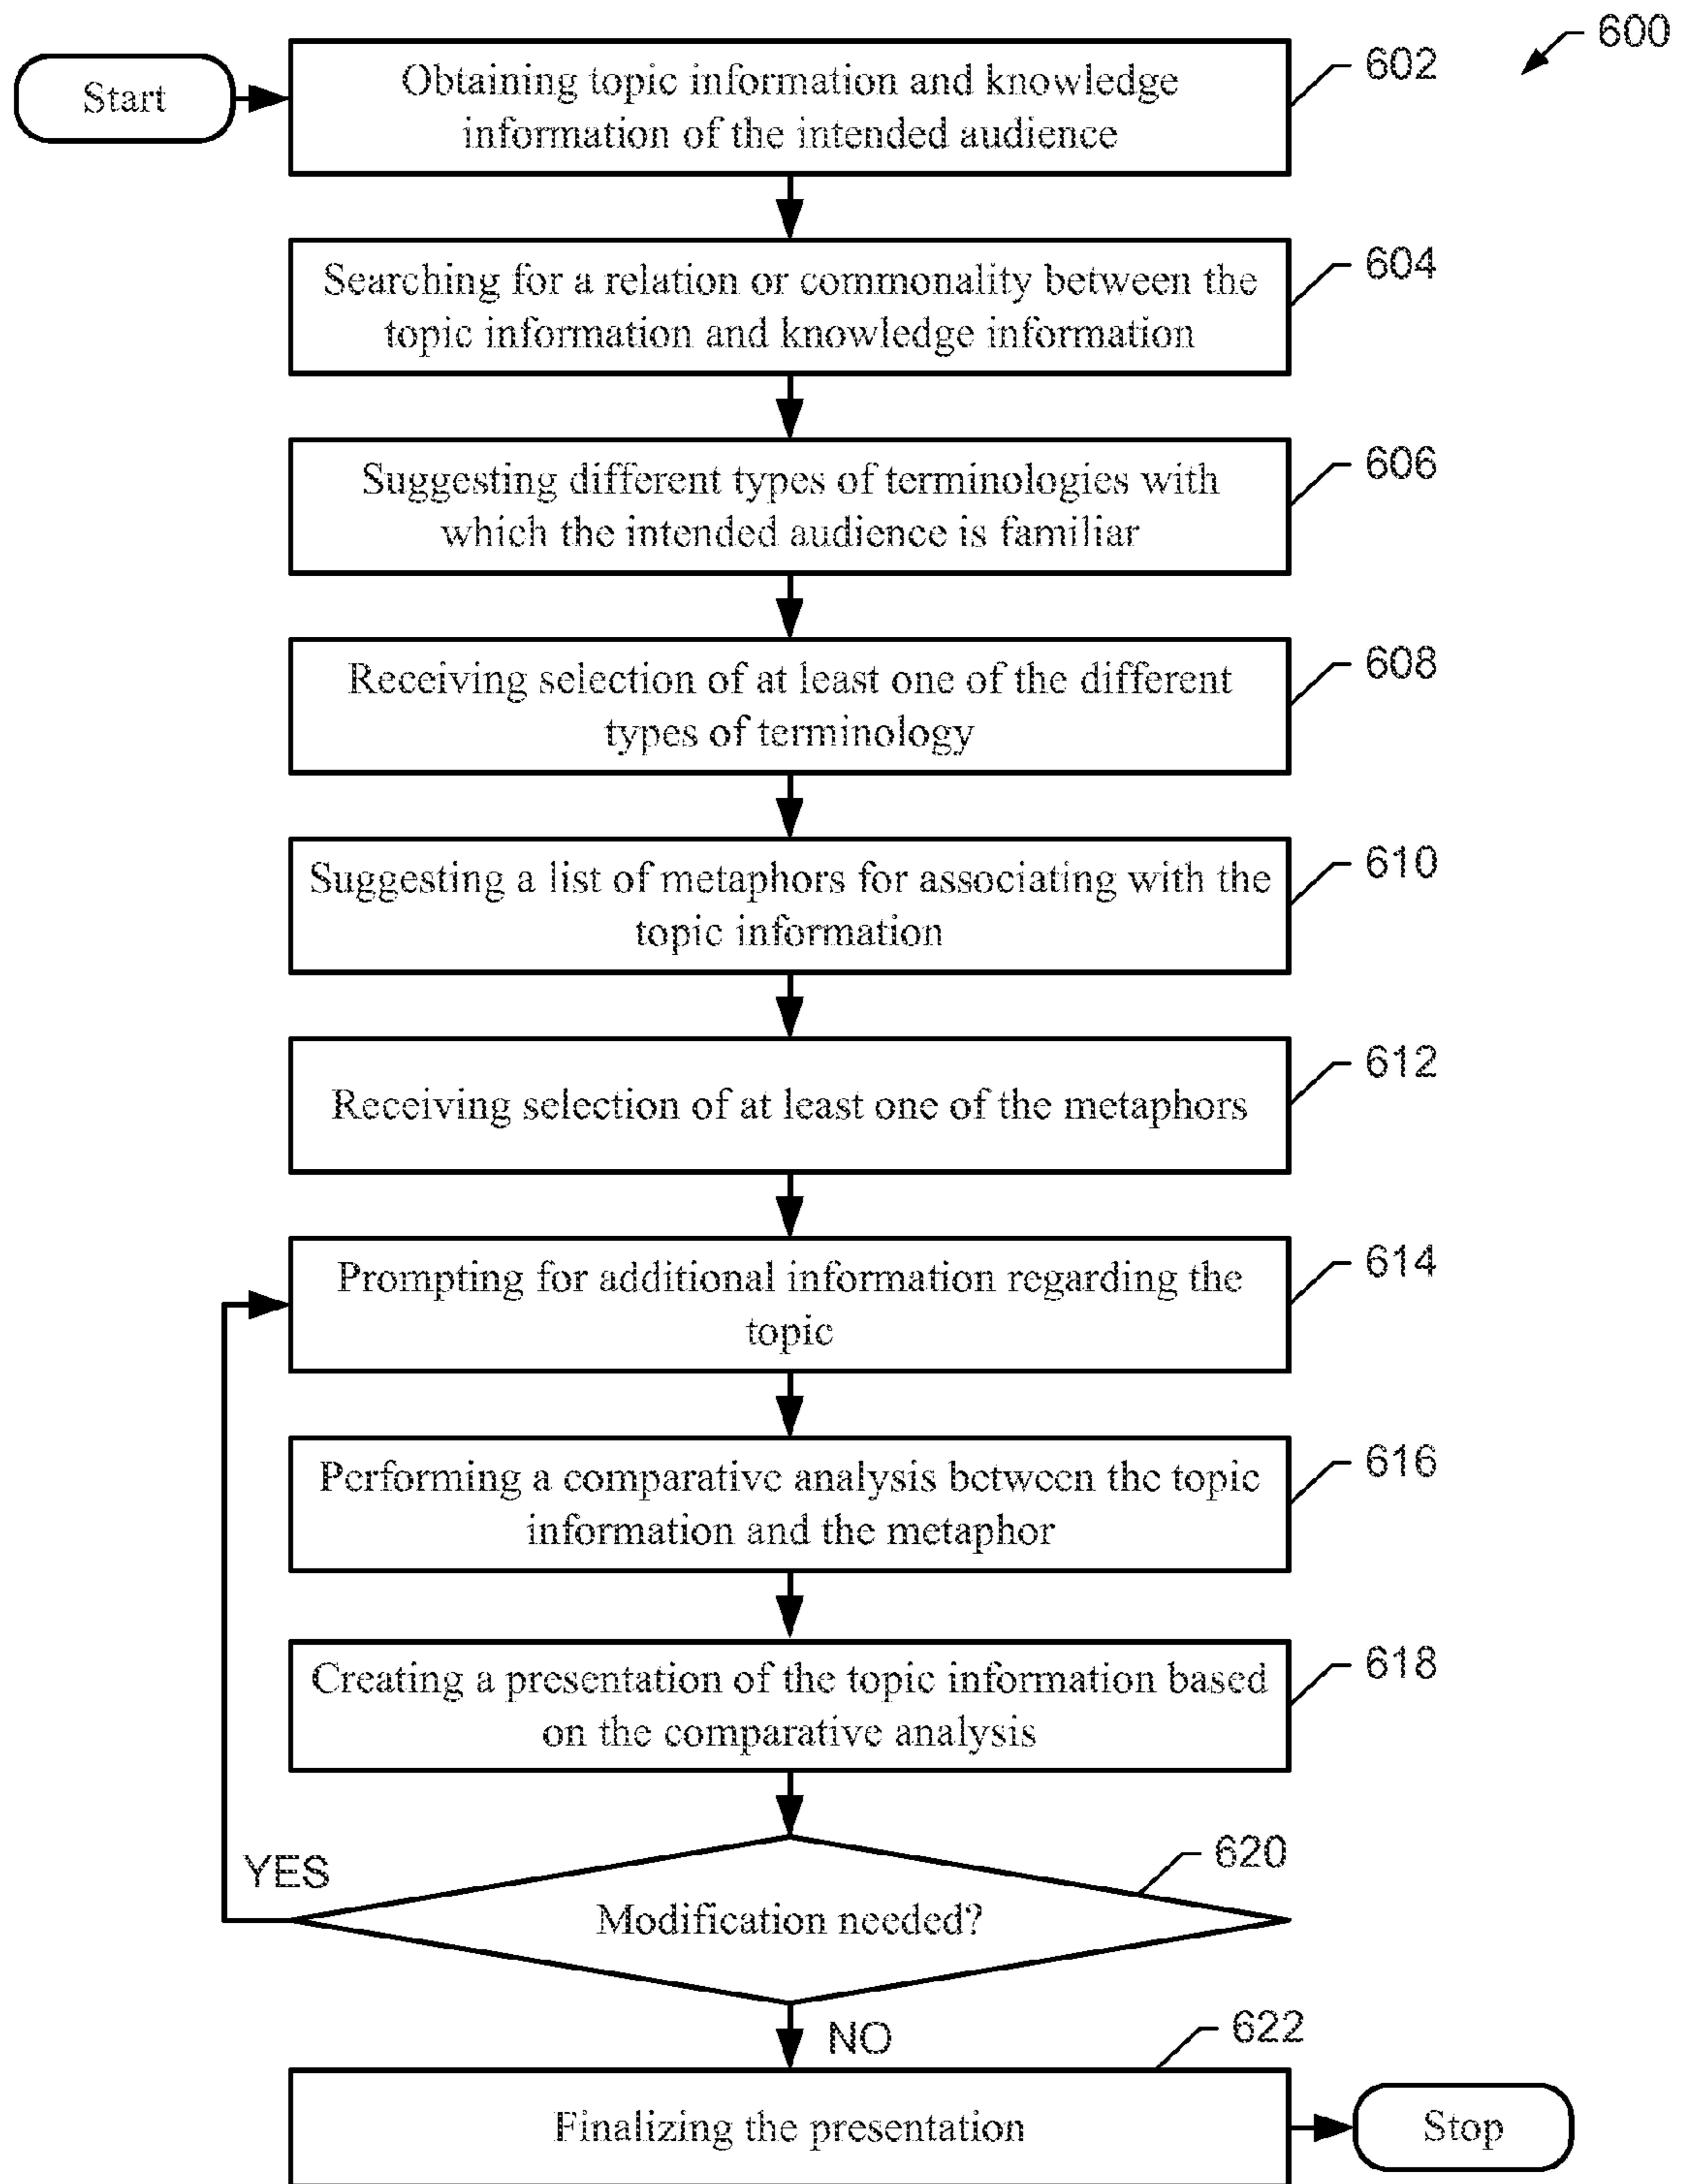 600
Start
Obtaining topic information and knowledge
information of the intended audience
602
Searching for a relation or commonality between the
topic information and knowledge information
604
Suggesting different types of terminologies with
which the intended audience is familiar
606
Receiving selection of at least one of the different
types of terminology
608
Suggesting a list of metaphors for associating with the
topic information
610
Receiving selection of at least one of the metaphors
612
Prompting for additional information regarding the
topic
614
Performing a comparative analysis between the topic
information and the metaphor
616
Creating a presentation of the topic information based
on the comparative analysis
618
YES
Modification needed?
620
NO
622
Finalizing the presentation
Stop